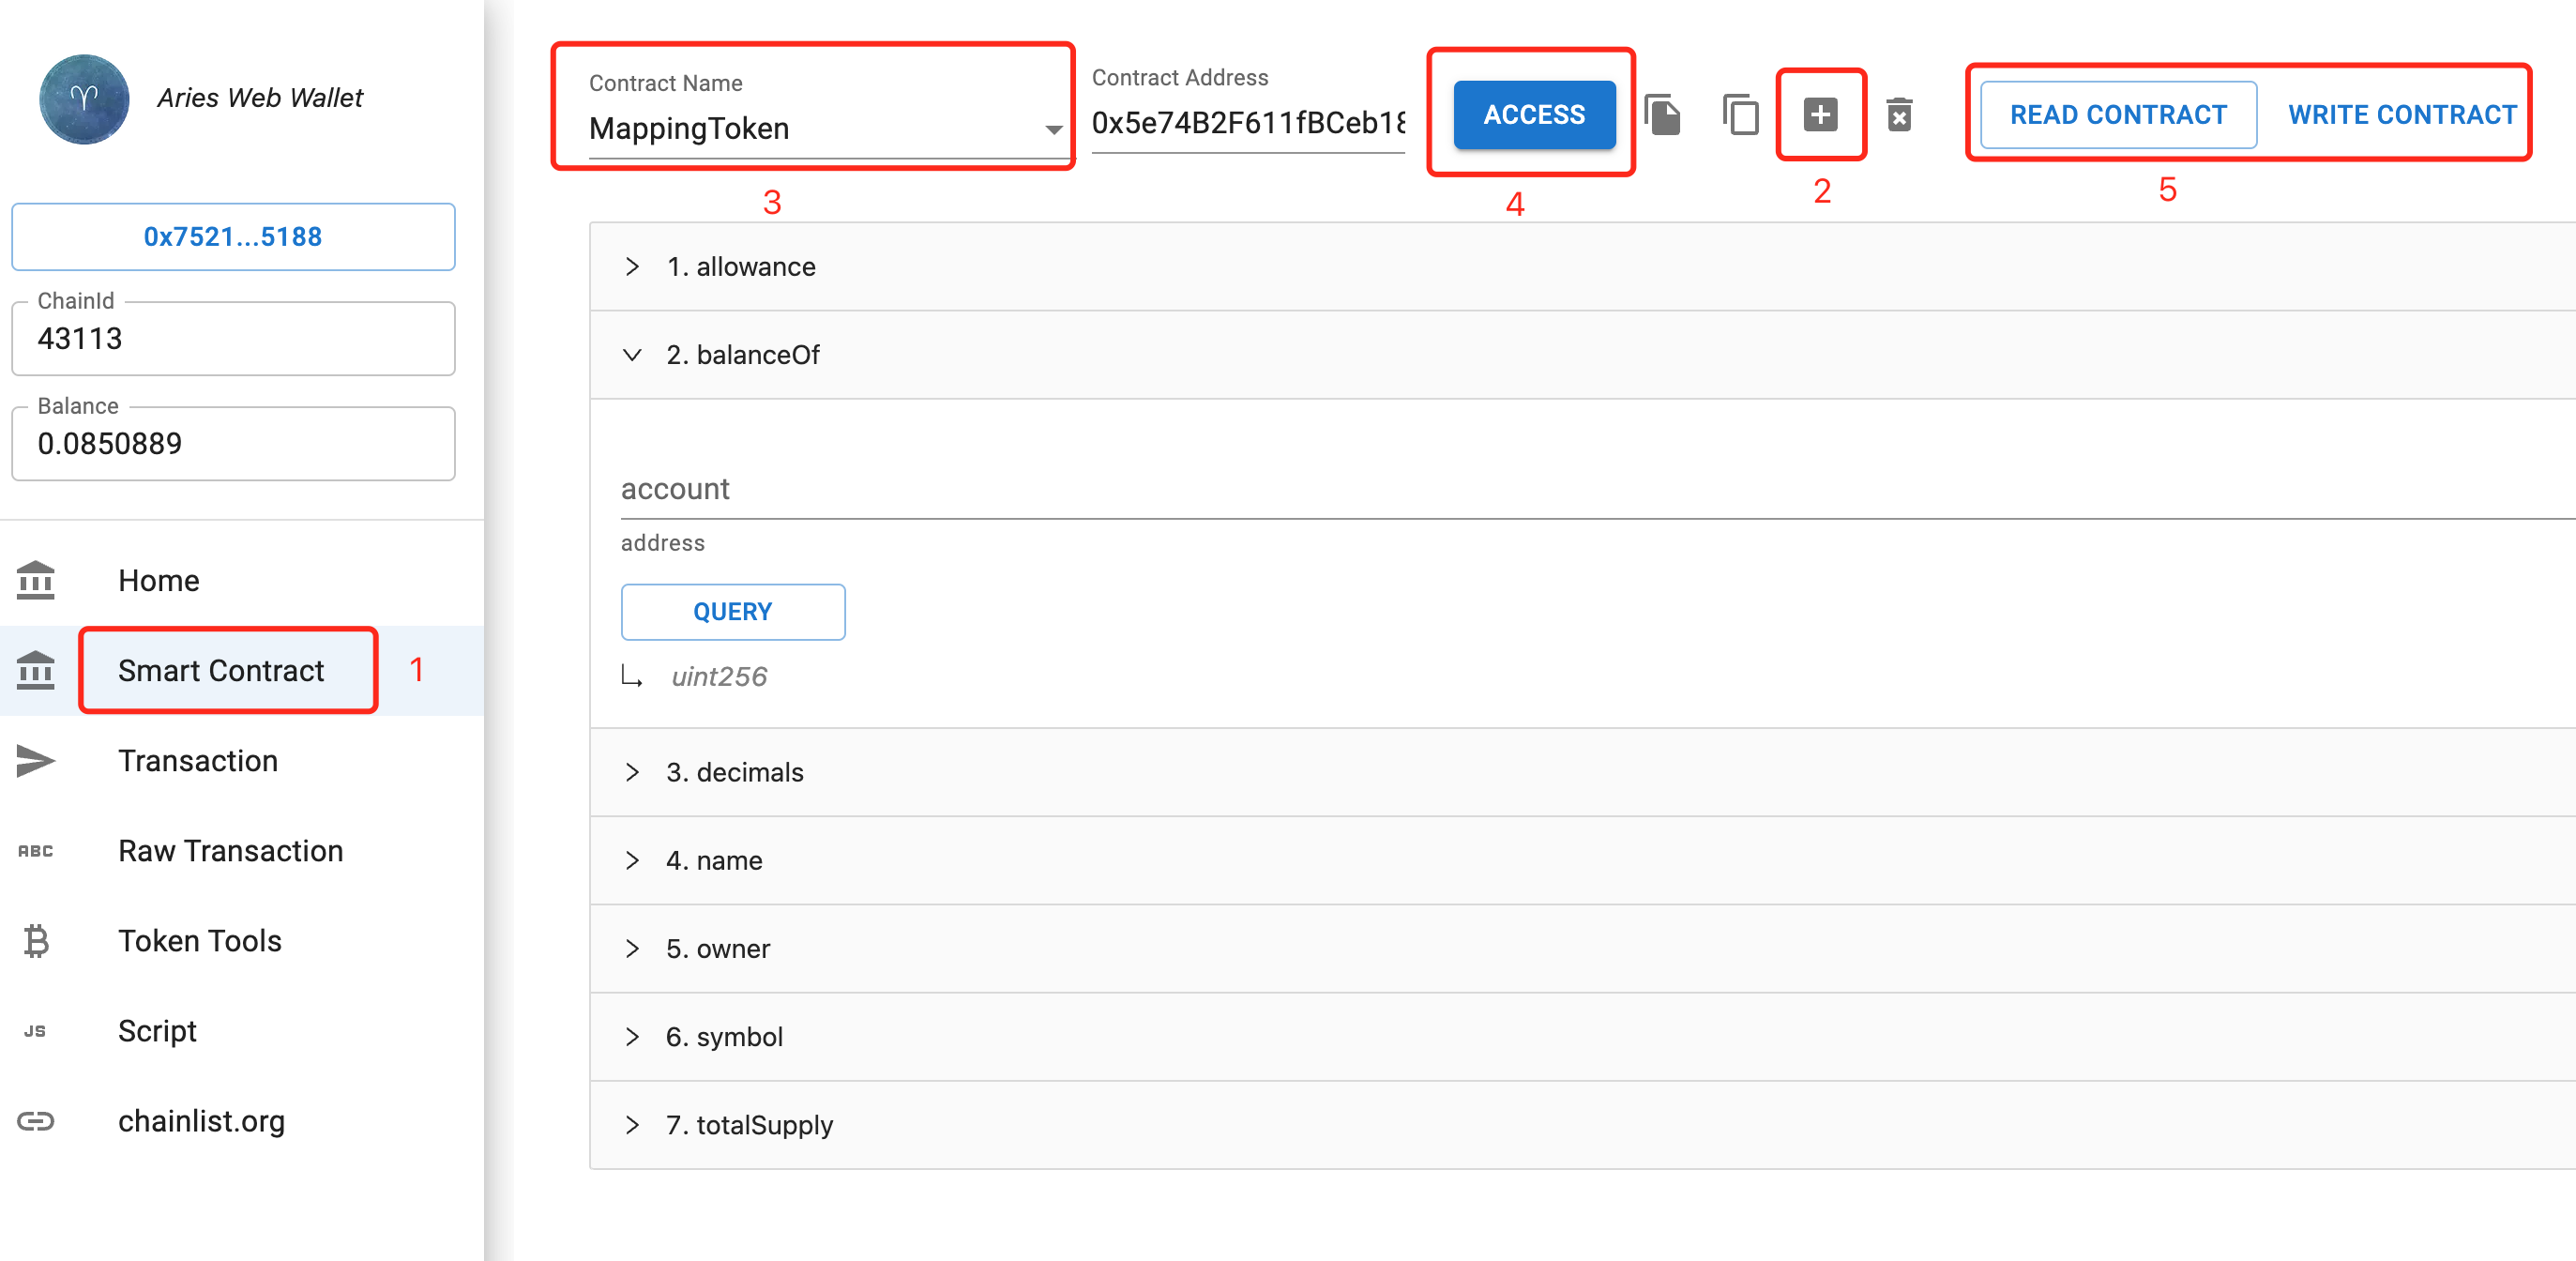 Aries Web Wallet
0x7521...5188
ChainId
43113
Balance
0.0850889
Home
Smart Contract 1
Transaction
ABC Raw Transaction
Token Tools
JS Script
chainlist.org
Contract Name
MappingToken
3
Contract Address
0x5e74B2F611fBCeb18
ACCESS
4
2
READ CONTRACT WRITE CONTRACT
5
1. allowance
2. balanceOf
account
address
QUERY
uint256
3. decimals
4. name
5. owner
6. symbol
7. totalSupply